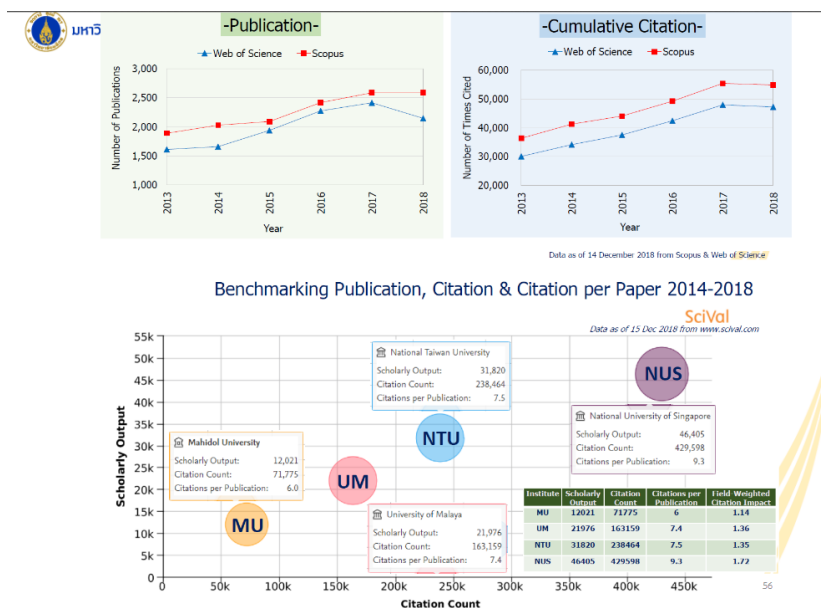 มหาวิ
-Publication-
Web of Science
Scopus
Number of Publications
3,000
2,500
2,000
1,500
1,000
2013
2014
2015
2016
2017
2018
Year
-Cumulative Citation-
Web of Science
Scopus
Number of Times Cited
60,000
50,000
40,000
30,000
20,000
2013
2014
2015
2016
2017
2018
Year
Data as of 14 December 2018 from Scopus & Web of Science
Benchmarking Publication, Citation & Citation per Paper 2014-2018
SciVal
Data as of 15 Dec 2018 from www.scival.com
Scholarly Output
55k
50k
45k
40k
35k
30k
25k
20k
15k
10k
5k
0
National Taiwan University
Scholarly Output: 31,820
Citation Count: 238,464
Citations per Publication: 7.5
NUS
National University of Singapore
Scholarly Output: 46,405
Citation Count: 429,598
Citations per Publication: 9.3
NTU
Mahidol University
Scholarly Output: 12,021
Citation Count: 71,775
Citations per Publication: 6.0
UM
MU
University of Malaya
Scholarly Output: 21,976
Citation Count: 163,159
Citations per Publication: 7.4
Institute Scholarly Output Citation Count Citations per Publication Field-Weighted Citation Impact
MU 12021 71775 6 1.14
UM 21976 163159 7.4 1.36
NTU 31820 238464 7.5 1.35
NUS 46405 429598 9.3 1.72
0 50k 100k 150k 200k 250k 300k 350k 400k 450k
Citation Count
56